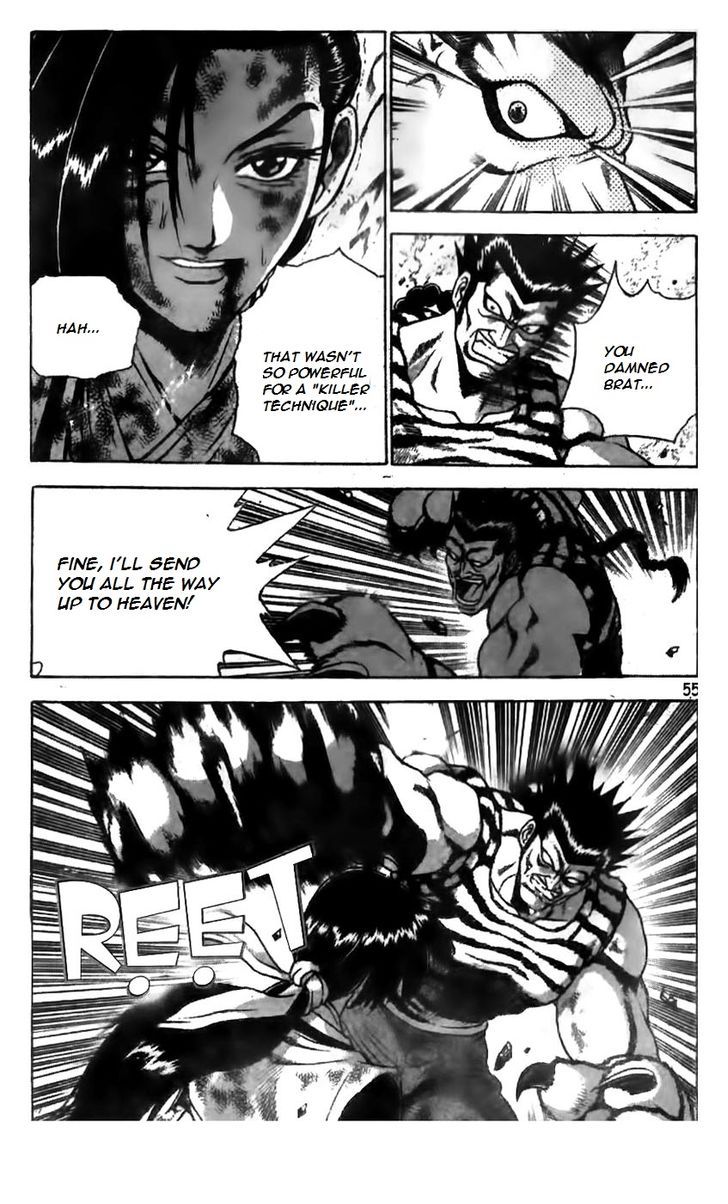 HAH...
THAT WASN'T
SO POWERFUL
FOR A "KILLER
TECHNIQUE"...
YOU
DAMNED
BRAT...
FINE, I'LL SEND
YOU ALL THE WAY
UP TO HEAVEN!
55
REET